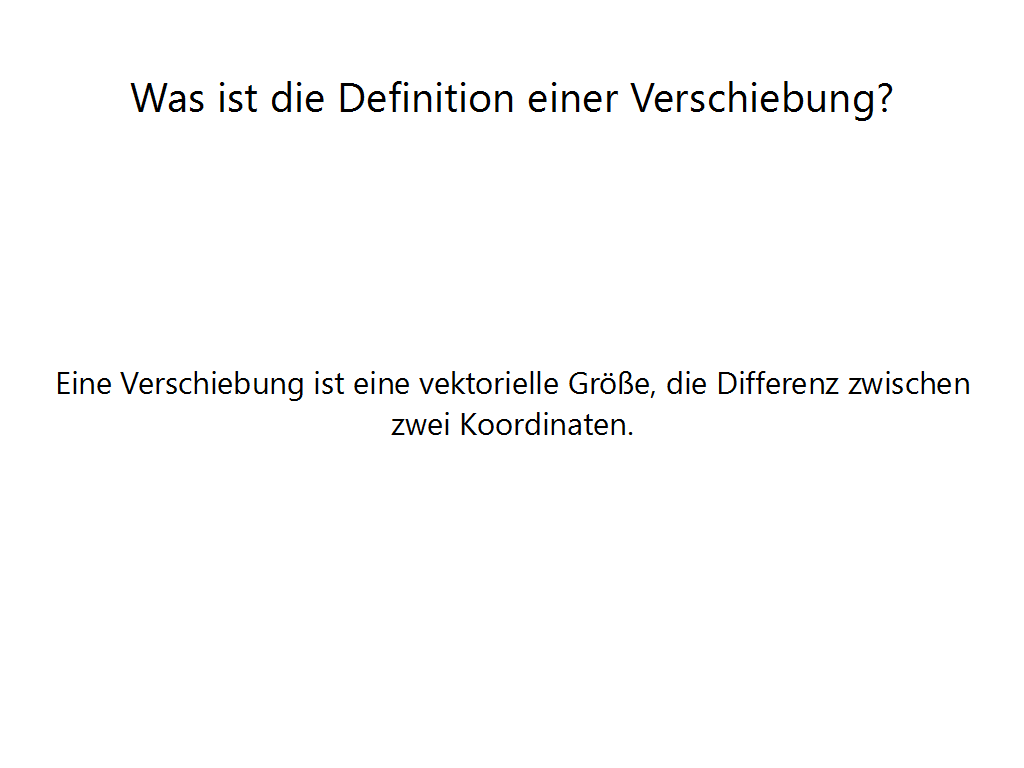 Was ist die Definition einer Verschiebung?
Eine Verschiebung ist eine vektorielle Größe, die Differenz zwischen
zwei Koordinaten.